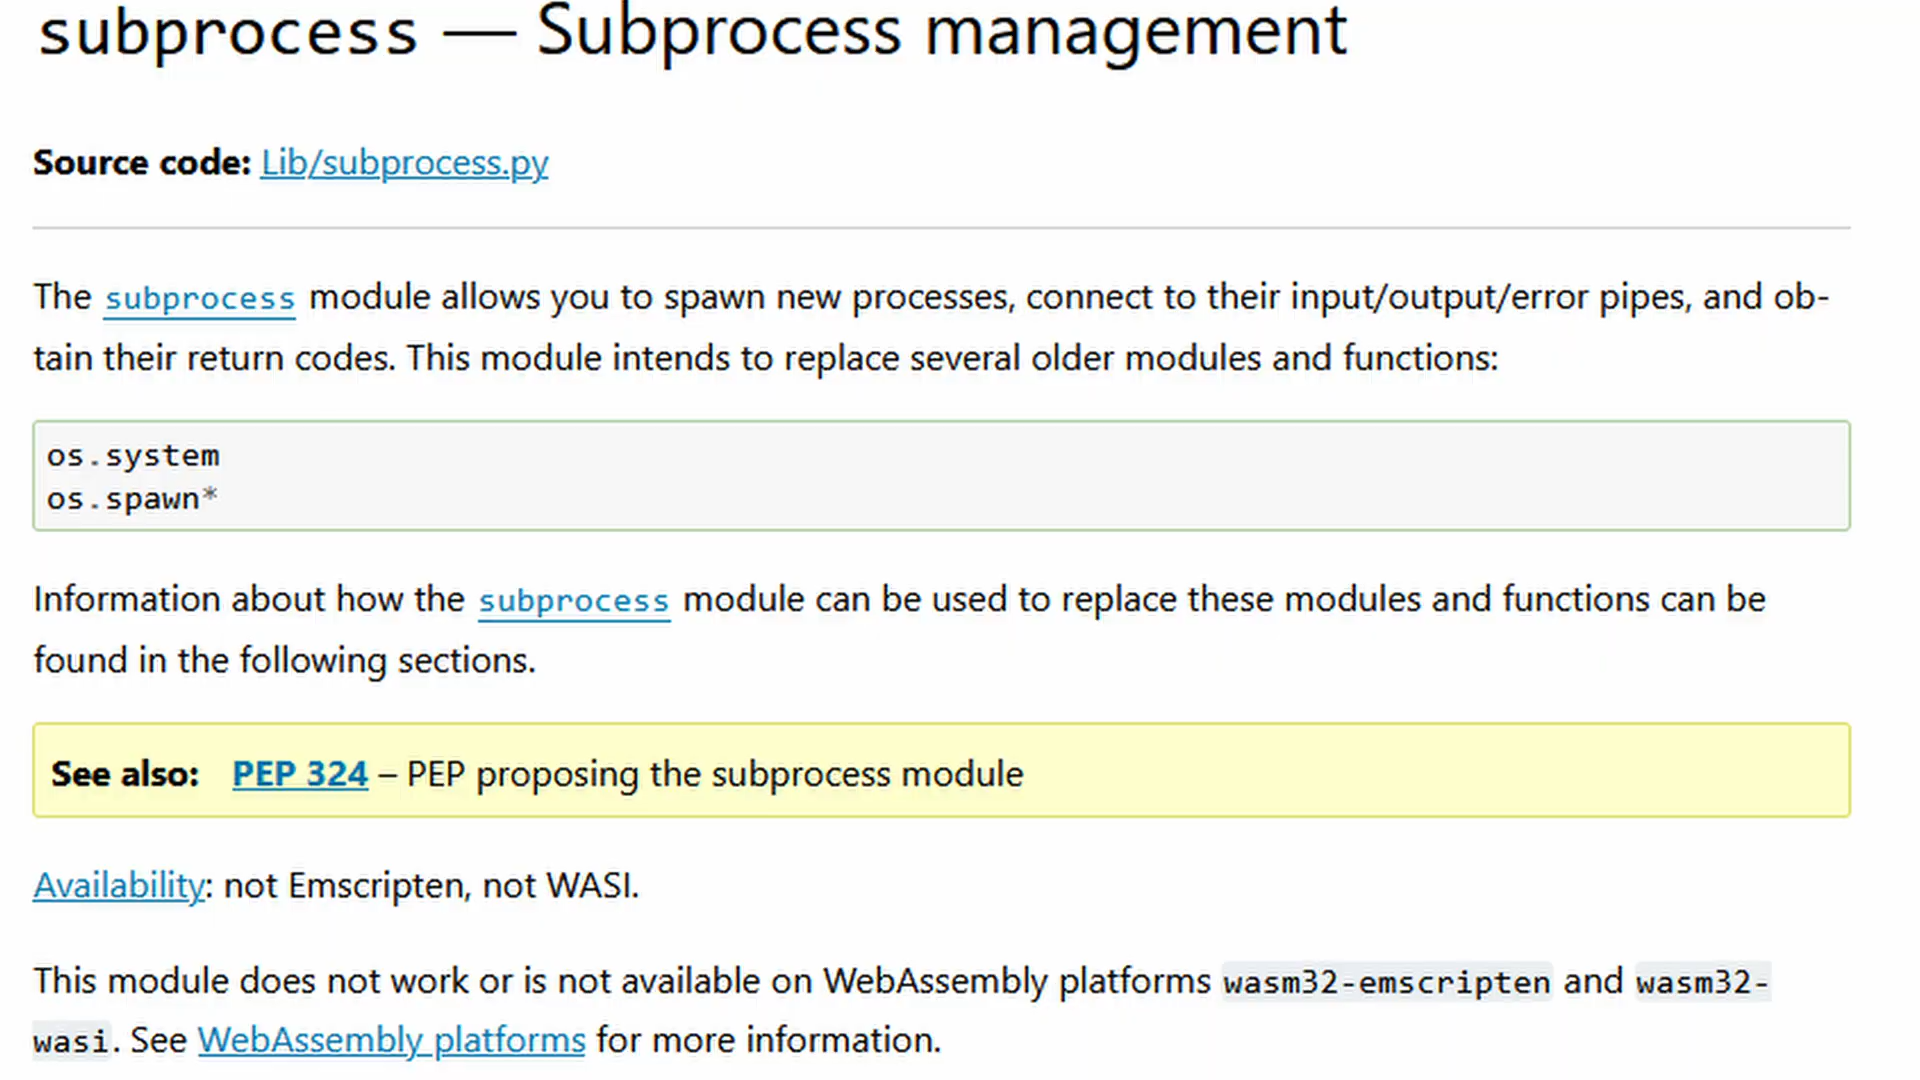 subprocess — Subprocess management
Source code: Lib/subprocess.py
The subprocess module allows you to spawn new processes, connect to their input/output/error pipes, and ob-
tain their return codes. This module intends to replace several older modules and functions:
os.system
os.spawn*
Information about how the subprocess module can be used to replace these modules and functions can be
found in the following sections.
See also: PEP 324 – PEP proposing the subprocess module
Availability: not Emscripten, not WASI.
This module does not work or is not available on WebAssembly platforms wasm32-emscripten and wasm32-
wasi. See WebAssembly platforms for more information.